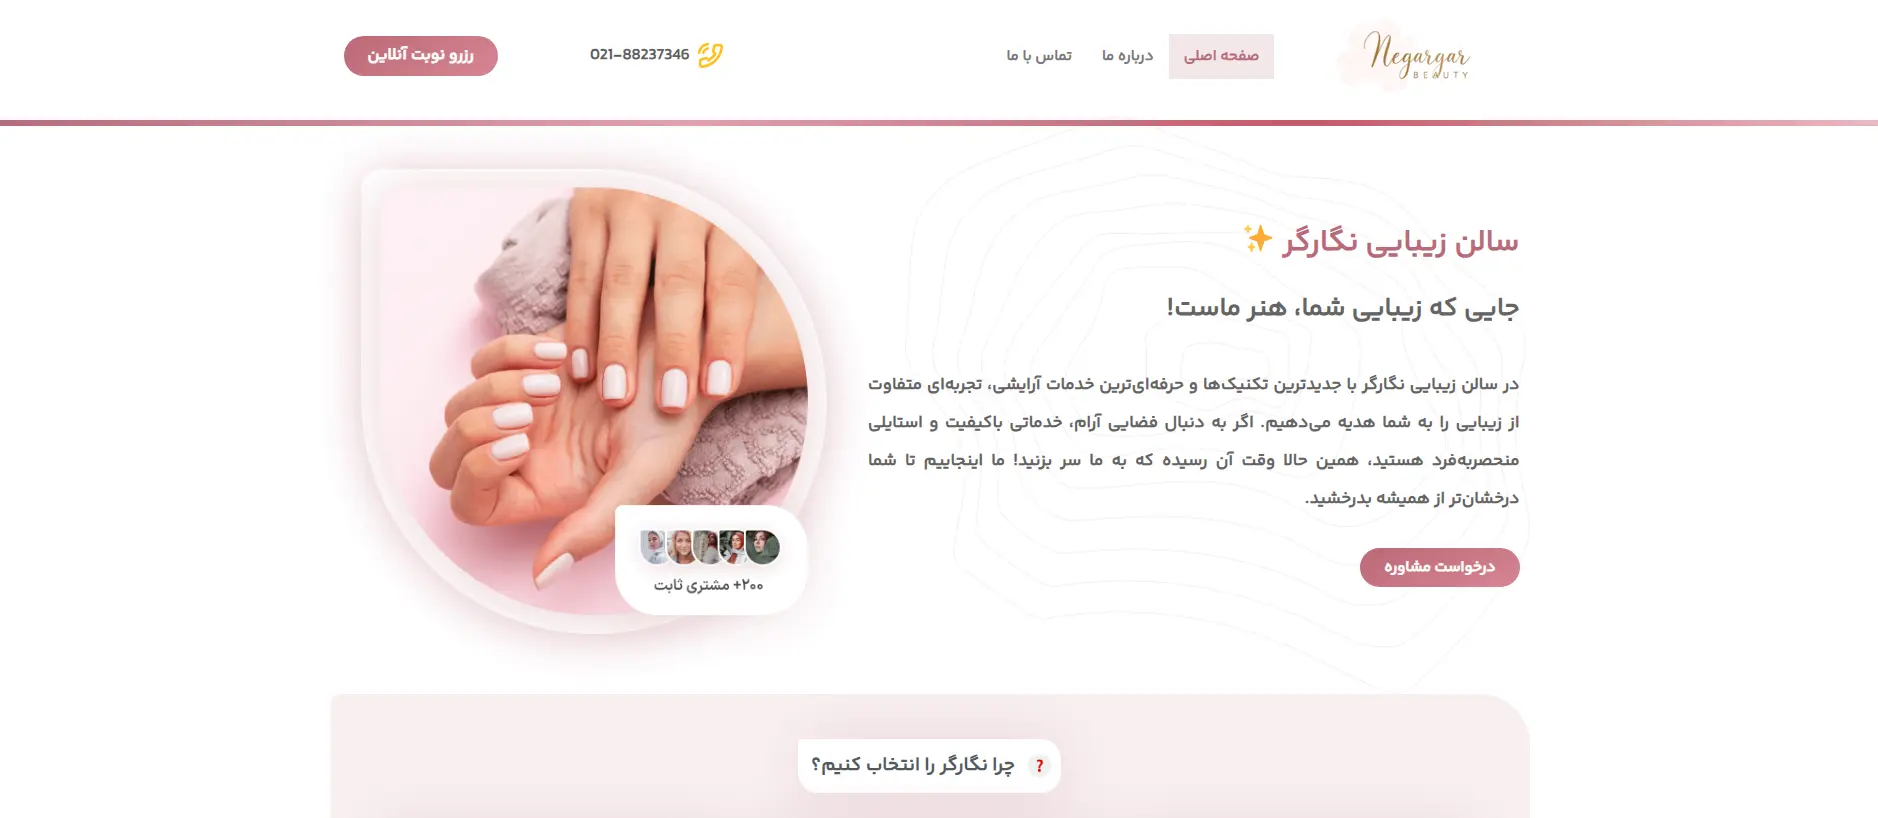 Negargar
BEAUTY
صفحه اصلی
درباره ما
تماس با ما
021-88237346
رزرو نوبت آنلاین
سالن زیبایی نگارگر ✨
جایی که زیبایی شما، هنر ماست!
در سالن زیبایی نگارگر با جدیدترین تکنیک‌ها و حرفه‌ای‌ترین خدمات آرایشی، تجربه‌ای متفاوت
از زیبایی را به شما هدیه می‌دهیم. اگر به دنبال فضایی آرام، خدماتی باکیفیت و استایلی
منحصربه‌فرد هستید، همین حالا وقت آن رسیده که به ما سر بزنید! ما اینجاییم تا شما
درخشان‌تر از همیشه بدرخشید.
درخواست مشاوره
۲۰۰+ مشتری ثابت
❓ چرا نگارگر را انتخاب کنیم؟